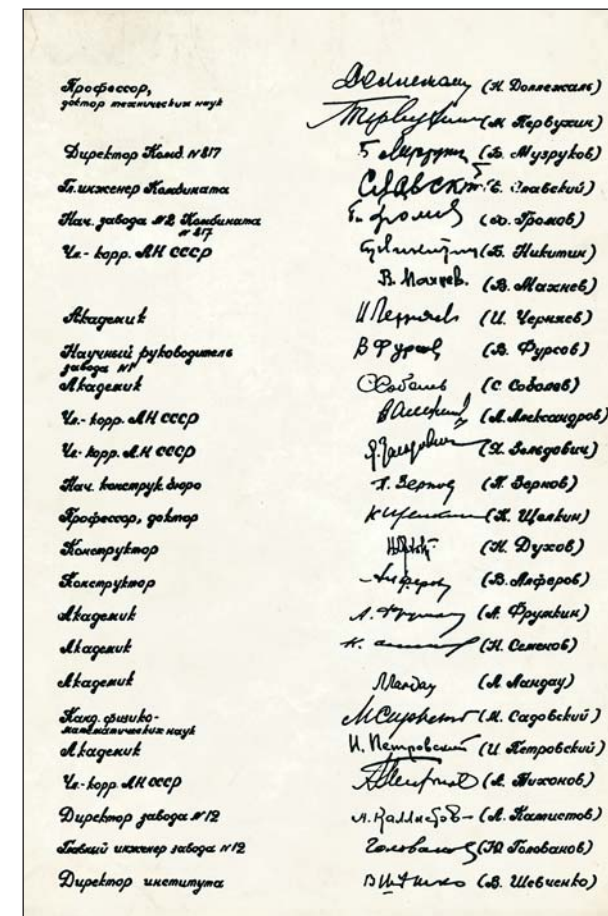 Профессор, (Н. Доллежаль)
доктор технических наук
(М. Первухин)
Директор Комб. №817 Б. Музруков (Б. Музруков)
Гл. инженер Комбината Славский (Е. Славский)
Нач. завода №2 Комбината Громов (Ю. Громов)
№ 817
Чл.-корр. АН СССР (Б. Никитин)
В. Махнев. (В. Махнев)
Академик И Черняев (И. Черняев)
Научный руководитель В Фурсов (В. Фурсов)
завода №1
Академик С Соболев (С. Соболев)
Чл.-корр. АН СССР (А. Александров)
Чл.-корр. АН СССР Я. Зельдович (Я. Зельдович)
Нач. конструк. бюро П. Зернов (П. Зернов)
Профессор, доктор К Щелкин (К. Щелкин)
Конструктор (Н. Духов)
Конструктор Алферов (В. Алферов)
Академик А. Фрумкин (А. Фрумкин)
Академик Н. (Н. Семенов)
Академик Ландау (Л. Ландау)
Канд. физико- (М. Садовский)
математических наук
Академик И. Петровский (И. Петровский)
Чл.-корр. АН СССР (А. Тихонов)
Директор завода №12 А. Каллистов (А. Каллистов)
Главный инженер завода №12 Голованов (Ю. Голованов)
Директор института (В. Шевченко)